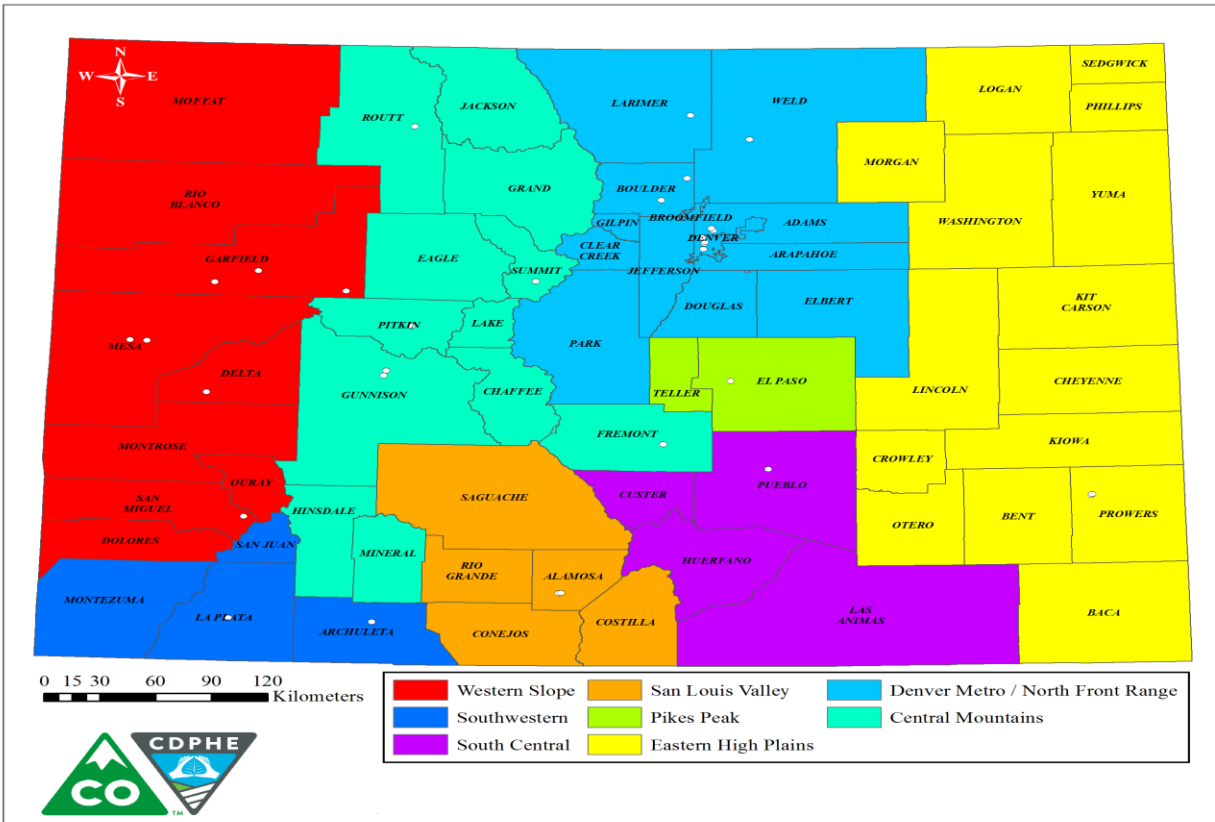 N
W E
S
MOFFAT
ROUTT
JACKSON
LARIMER
WELD
LOGAN
SEDGWICK
PHILLIPS
MORGAN
RIO
BLANCO
GRAND
BOULDER
YUMA
WASHINGTON
BROOMFIELD
GILPIN
ADAMS
DENVER
CLEAR
CREEK
ARAPAHOE
GARFIELD
EAGLE
SUMMIT
JEFFERSON
DOUGLAS
ELBERT
KIT
CARSON
PITKIN
LAKE
PARK
MESA
DELTA
GUNNISON
CHAFFEE
TELLER
EL PASO
LINCOLN
CHEYENNE
MONTROSE
FREMONT
KIOWA
CROWLEY
OURAY
SAN
MIGUEL
HINSDALE
SAGUACHE
CUSTER
PUEBLO
OTERO
BENT
PROWERS
DOLORES
SAN JUAN
MINERAL
RIO
GRANDE
ALAMOSA
HUERFANO
MONTEZUMA
LA PLATA
ARCHULETA
CONEJOS
COSTILLA
LAS
ANIMAS
BACA
0 15 30 60 90 120
Kilometers
Western Slope
San Louis Valley
Denver Metro / North Front Range
Southwestern
Pikes Peak
Central Mountains
South Central
Eastern High Plains
CDPHE
CO
TM